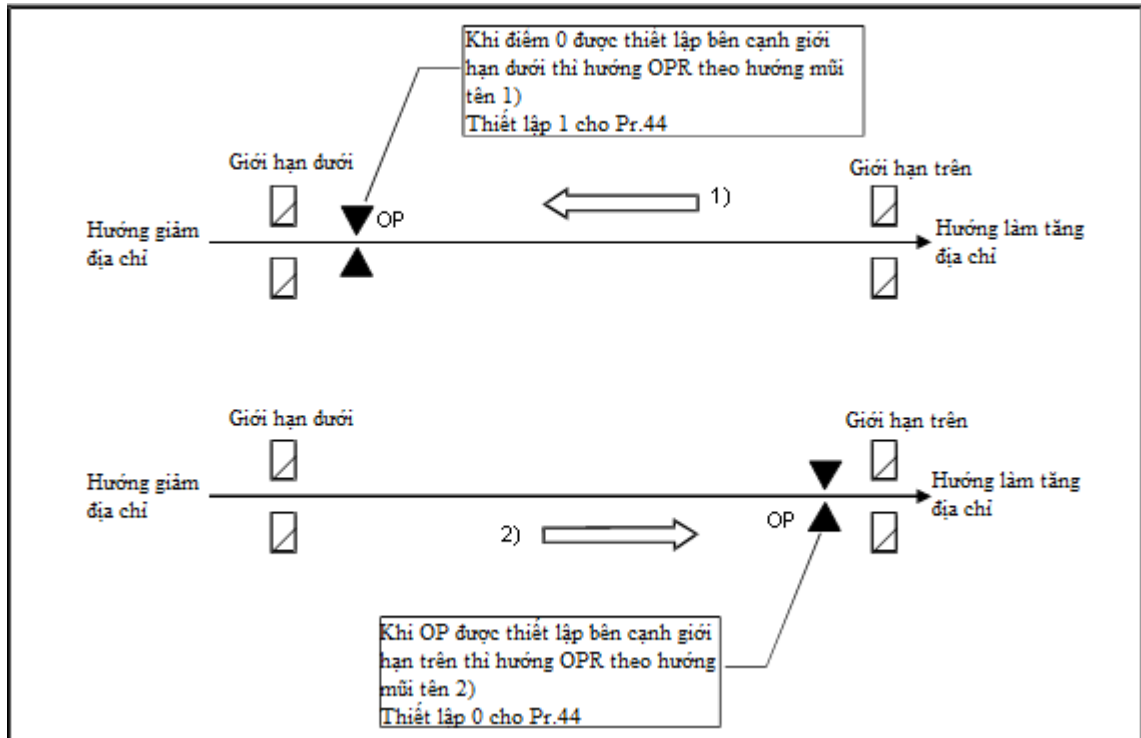 Khi điểm 0 được thiết lập bên cạnh giới
hạn dưới thì hướng OPR theo hướng mũi
tên 1)
Thiết lập 1 cho Pr.44
Giới hạn dưới
Giới hạn trên
1)
OP
Hướng giảm
địa chỉ
Hướng làm tăng
địa chỉ
Giới hạn dưới
Giới hạn trên
Hướng giảm
địa chỉ
Hướng làm tăng
địa chỉ
2)
OP
Khi OP được thiết lập bên cạnh giới
hạn trên thì hướng OPR theo hướng
mũi tên 2)
Thiết lập 0 cho Pr.44